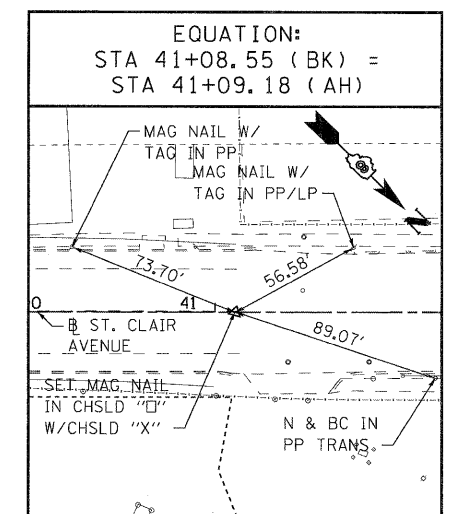 EQUATION:
STA 41+08.55 (BK) =
STA 41+09.18 (AH)
MAG NAIL W/
TAG IN PP
MAG NAIL W/
TAG IN PP/LP
N
73.70'
56.58'
0
41
℄ ST. CLAIR
AVENUE
89.07'
SET MAG NAIL
IN CHSLD "□"
W/CHSLD "X"
N & BC IN
PP TRANS